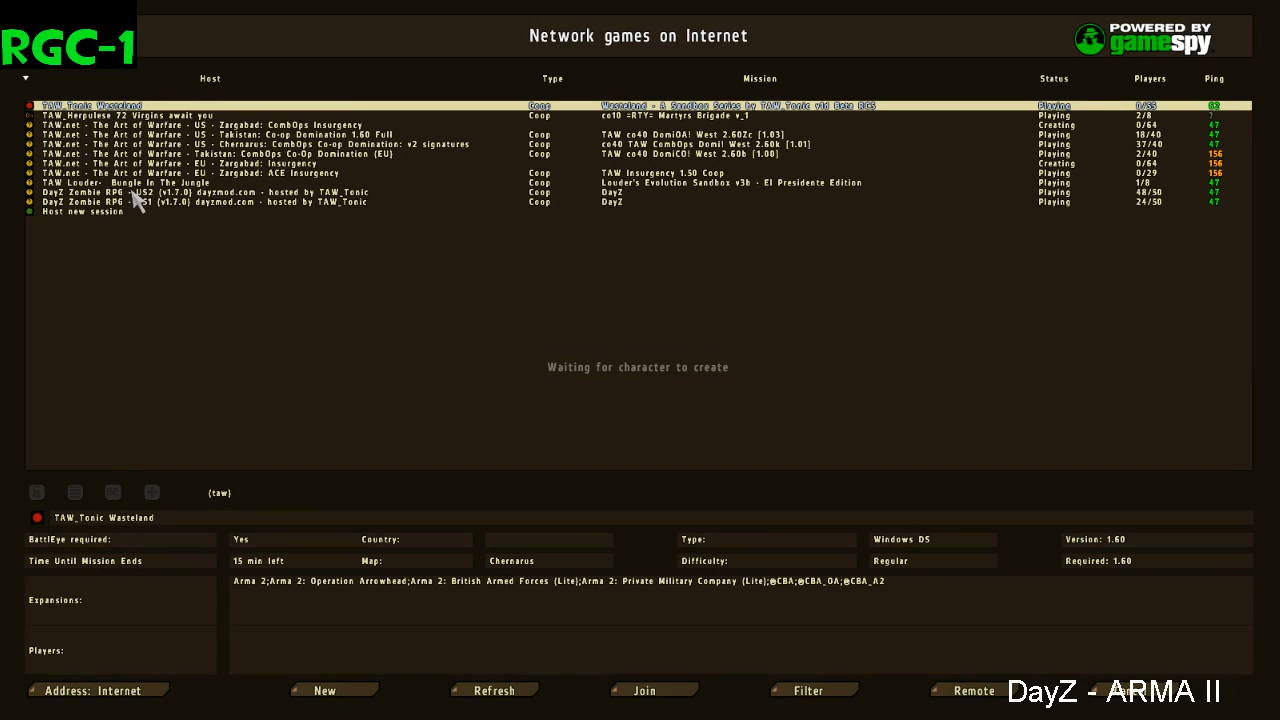 RGC-1
Network games on Internet
POWERED BY
gamespy
Host Type Mission Status Players Ping
TAW_Tonic Wasteland Coop Wasteland - A Sandbox Series by TAW_Tonic v1d Beta RC5 Playing 0/55 62
TAW_Herpulese 72 Virgins await you Coop co10 =RTY= Martyrs Brigade v_1 Playing 2/8 ?
TAW.net - The Art of Warfare - US - Zargabad: CombOps Insurgency Coop Creating 0/64 47
TAW.net - The Art of Warfare - US - Takistan: Co-op Domination 1.60 Full Coop TAW co40 DomiOA! West 2.60Zc [1.03] Playing 18/40 47
TAW.net - The Art of Warfare - US - Chernarus: CombOps Co-op Domination: v2 signatures Coop co40 TAW CombOps Domi! West 2.60k [1.01] Playing 37/40 47
TAW.net - The Art of Warfare - Takistan: CombOps Co-Op Domination (EU) Coop TAW co40 DomiCO! West 2.60b [1.00] Playing 2/40 156
TAW.net - The Art of Warfare - EU - Zargabad: Insurgency Coop Creating 0/64 156
TAW.net - The Art of Warfare - EU - Zargabad: ACE Insurgency Coop TAW Insurgency 1.50 Coop Playing 0/29 156
TAW Louder- Bungle In The Jungle Coop Louder's Evolution Sandbox v3b - El Presidente Edition Playing 1/8 47
DayZ Zombie RPG - US2 (v1.7.0) dayzmod.com - hosted by TAW_Tonic Coop DayZ Playing 48/50 47
DayZ Zombie RPG - S1 (v1.7.0) dayzmod.com - hosted by TAW_Tonic Coop DayZ Playing 24/50 47
Host new session
Waiting for character to create
(taw)
TAW_Tonic Wasteland
BattlEye required: Yes Country: Type: Windows DS Version: 1.60
Time Until Mission Ends 15 min left Map: Chernarus Difficulty: Regular Required: 1.60
Expansions: Arma 2;Arma 2: Operation Arrowhead;Arma 2: British Armed Forces (Lite);Arma 2: Private Military Company (Lite);@CBA;@CBA_OA;@CBA_A2
Players:
Address: Internet New Refresh Join Filter Remote
DayZ - ARMA II